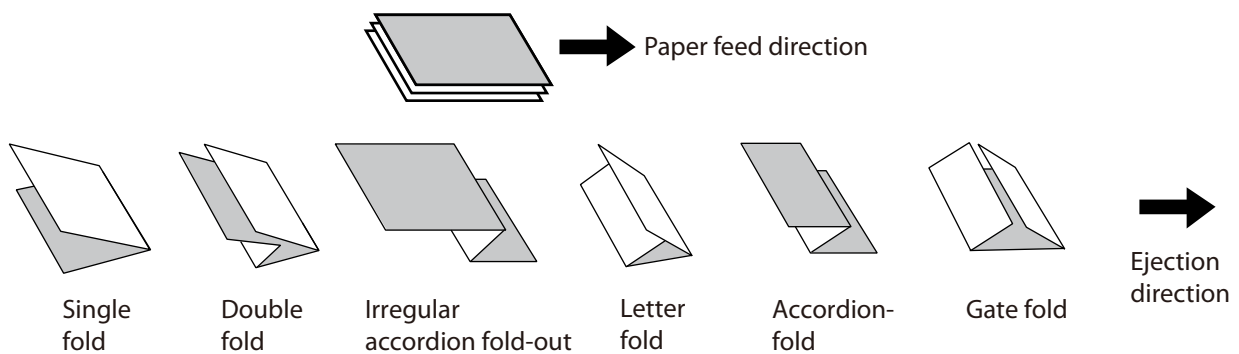 Paper feed direction
Single
fold
Double
fold
Irregular
accordion fold-out
Letter
fold
Accordion-
fold
Gate fold
Ejection
direction